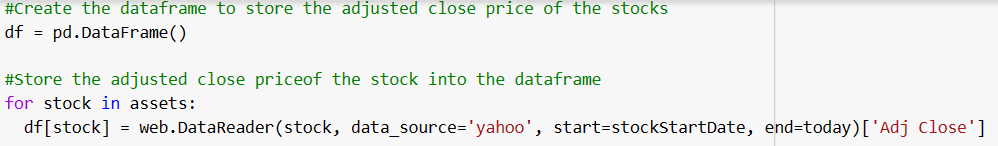 #Create the dataframe to store the adjusted close price of the stocks
df = pd.DataFrame()
#Store the adjusted close priceof the stock into the dataframe
for stock in assets:
df[stock] = web.DataReader(stock, data_source='yahoo', start=stockStartDate, end=today)['Adj Close']